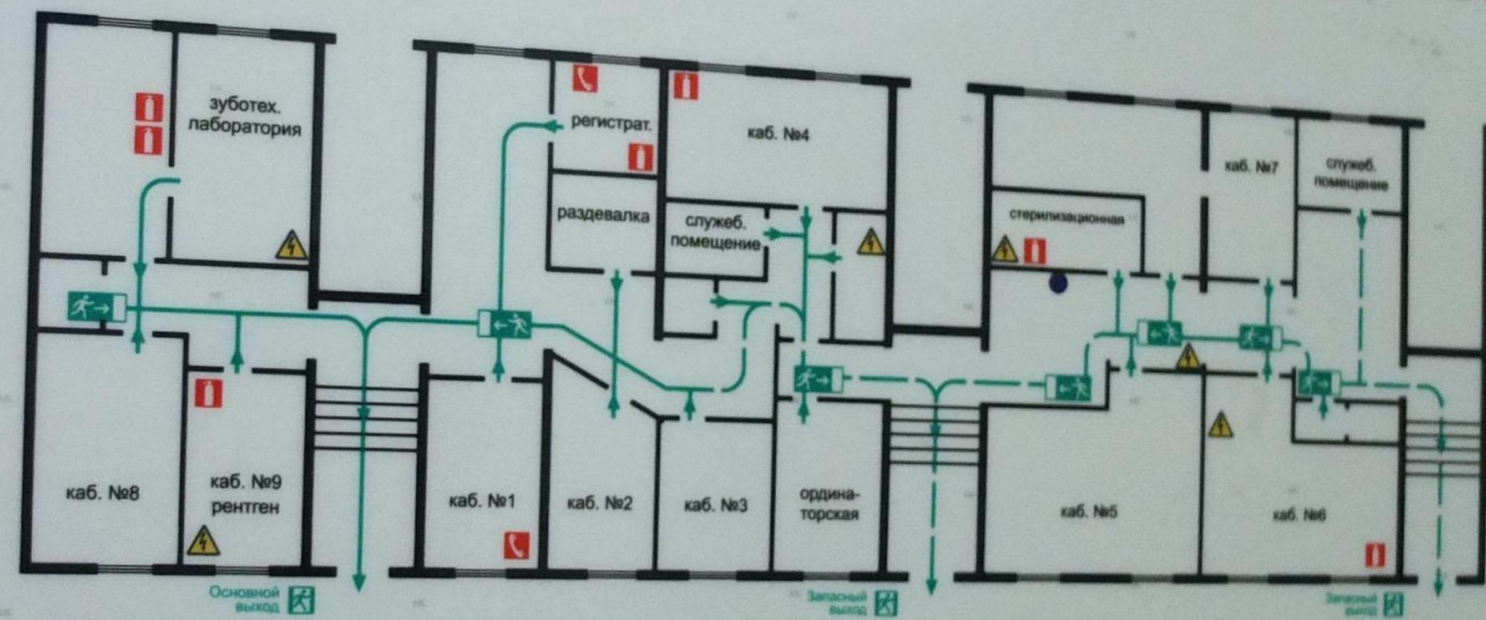 зуботех.
лаборатория
регистрат.
раздевалка
служеб.
помещение
каб. №4
стерилизационная
каб. №7
служеб.
помещение
каб. №8
каб. №9
рентген
каб. №1
каб. №2
каб. №3
ордина-
торская
каб. №5
каб. №6
Основной
выход
Запасный
выход
Запасный
выход